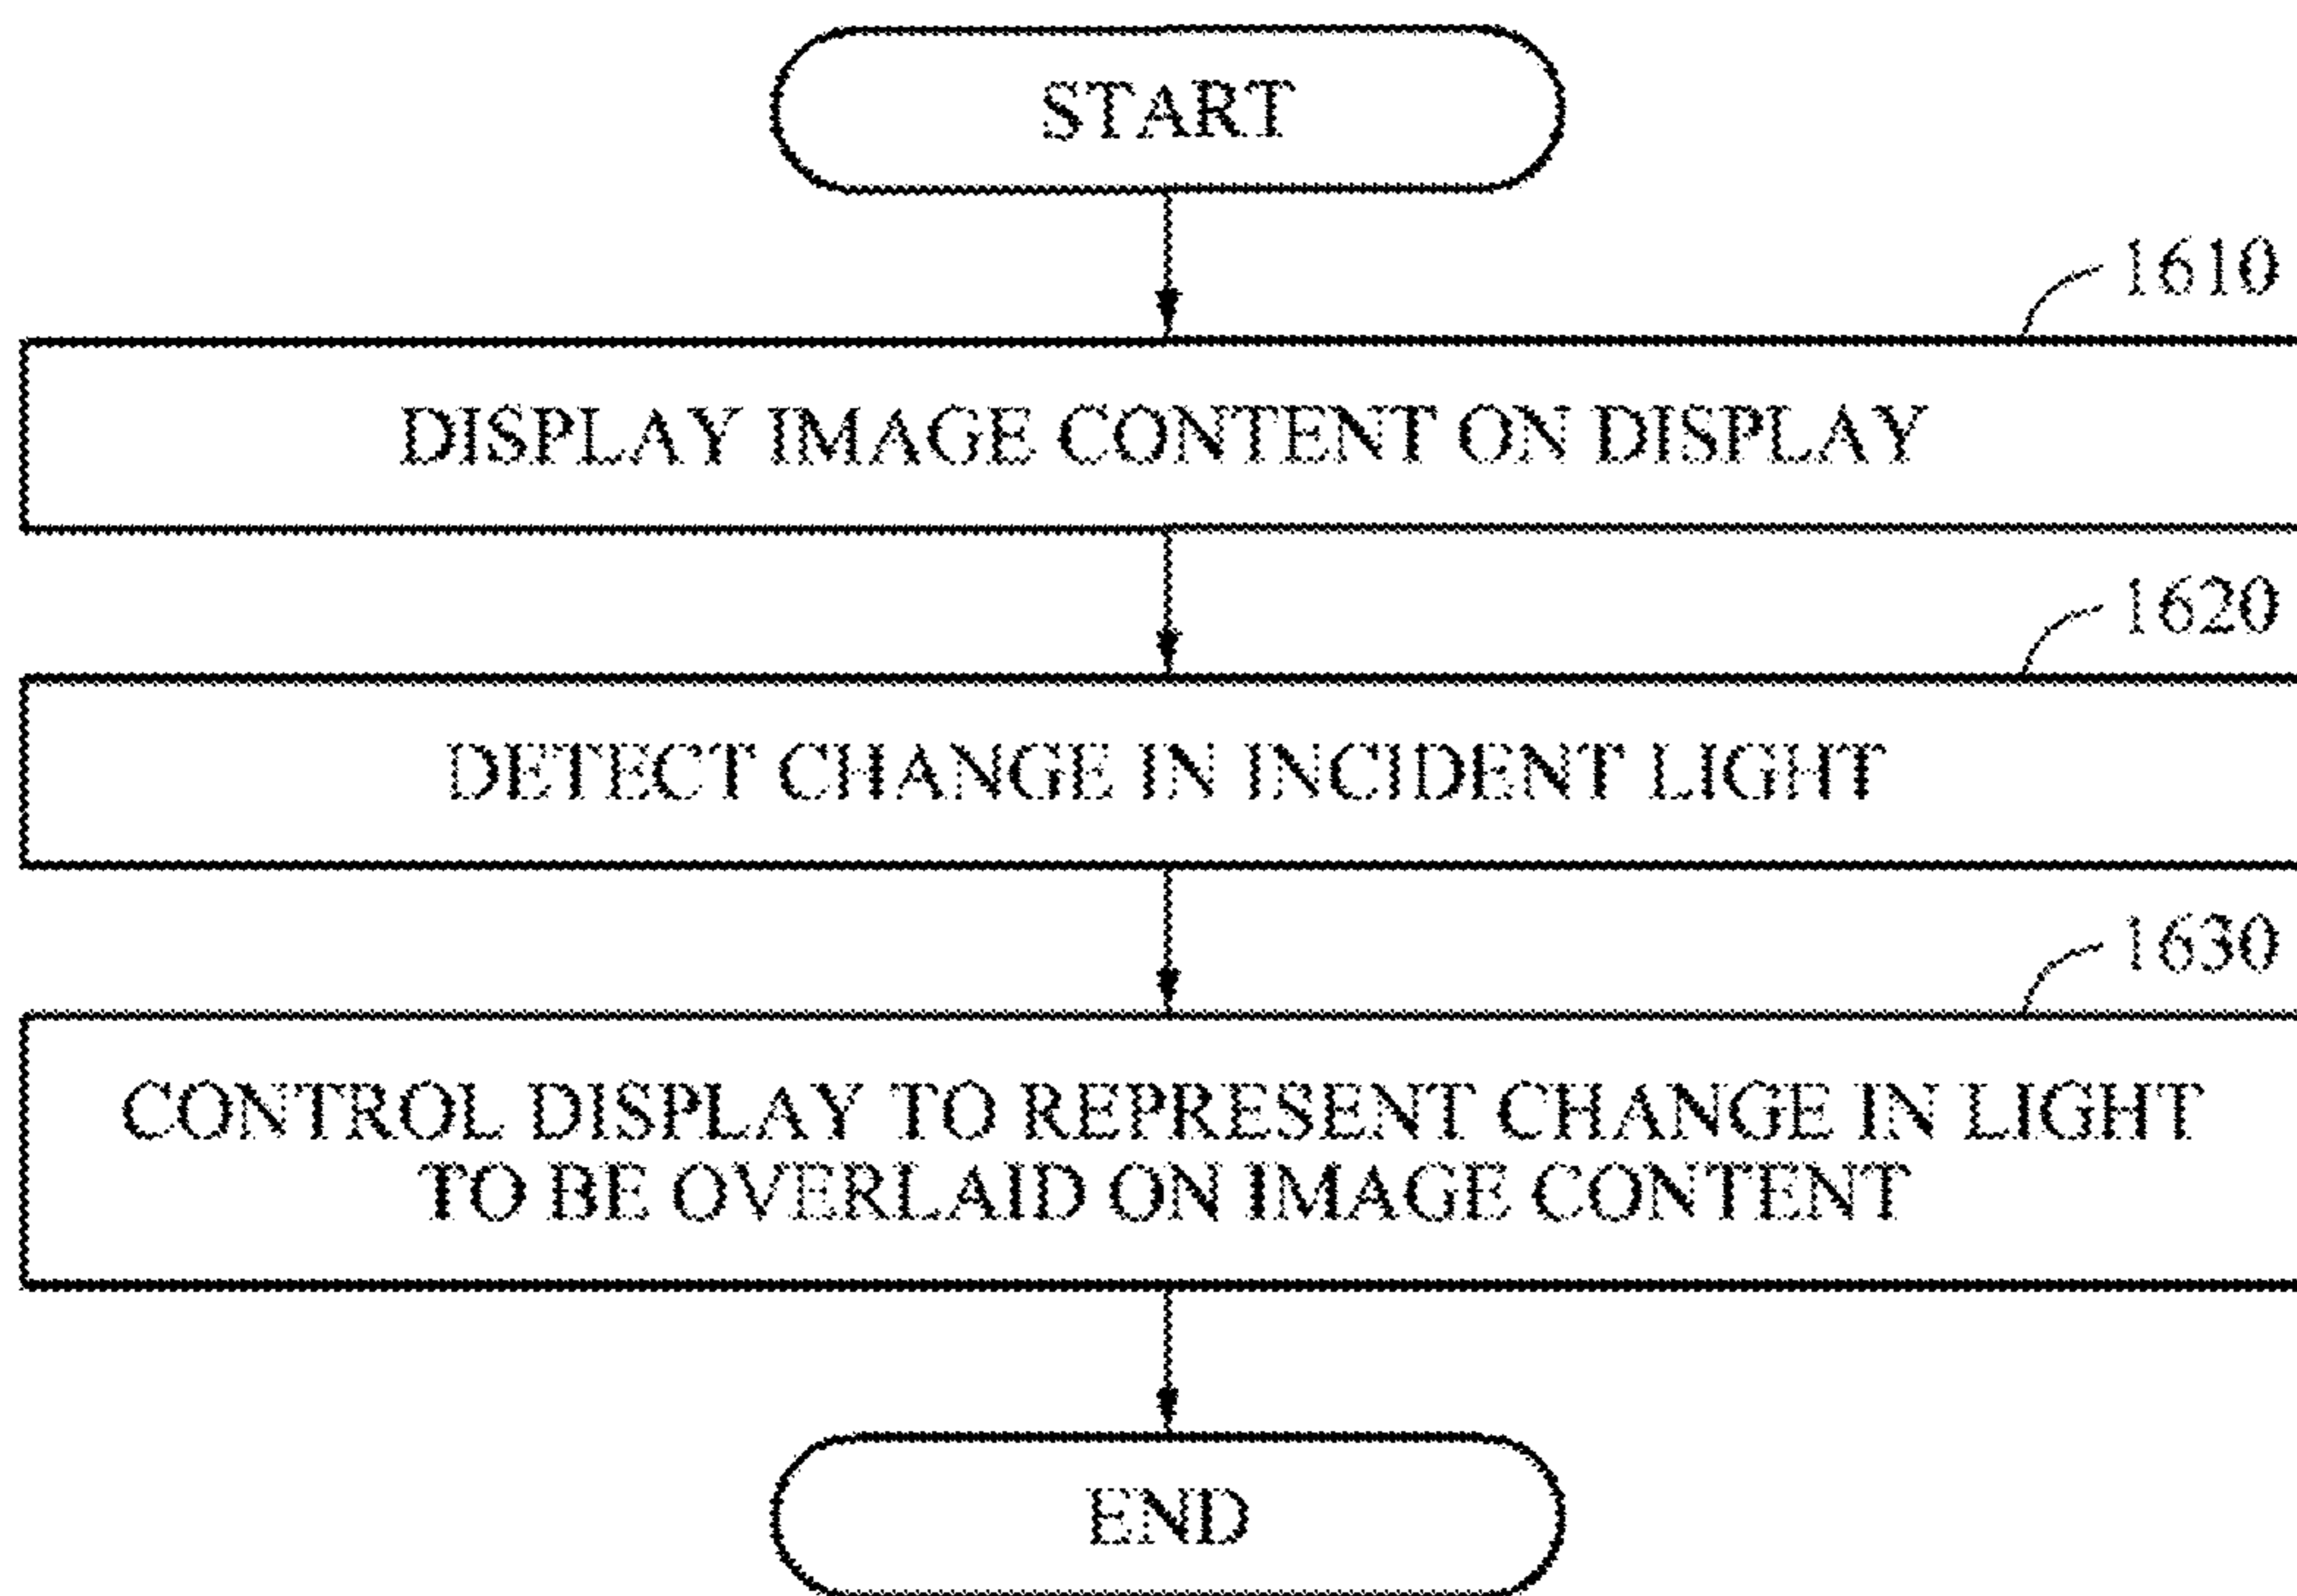 START
1610
DISPLAY IMAGE CONTENT ON DISPLAY
1620
DETECT CHANGE IN INCIDENT LIGHT
1630
CONTROL DISPLAY TO REPRESENT CHANGE IN LIGHT
TO BE OVERLAID ON IMAGE CONTENT
END